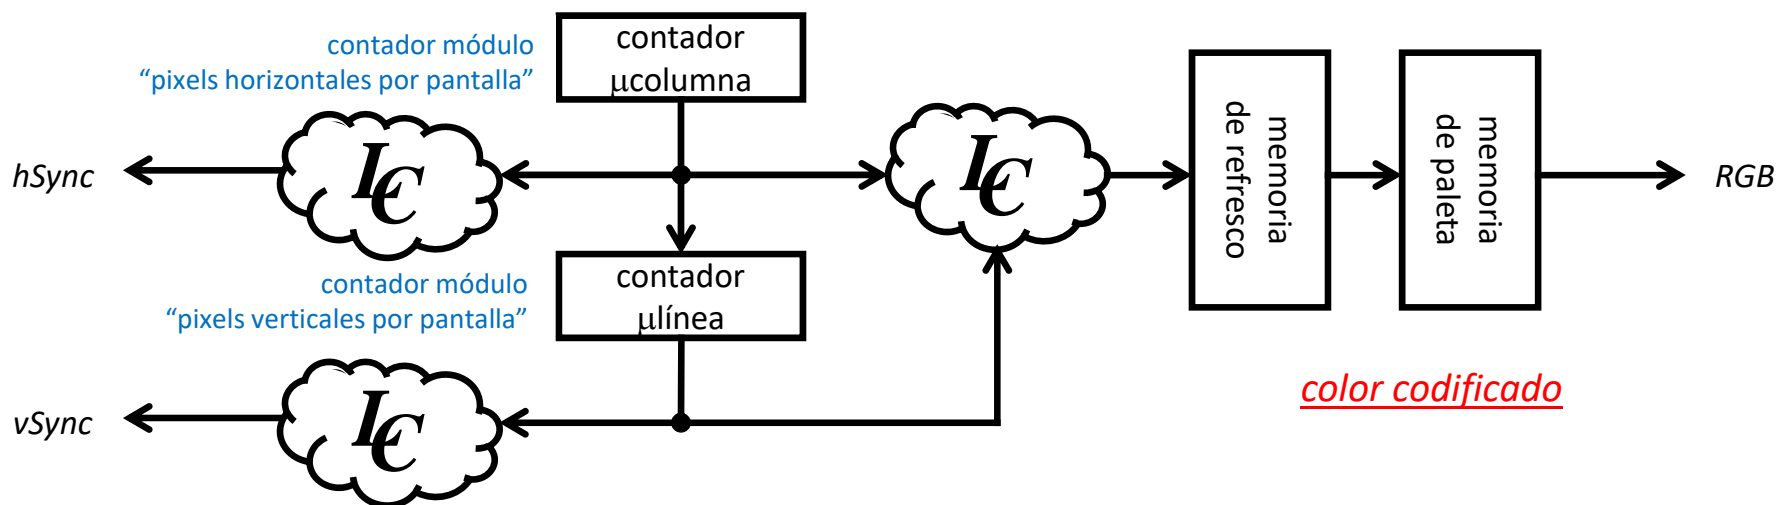 contador módulo
“pixels horizontales por pantalla”
contador
μcolumna
hSync
LC
LC
memoria
de refresco
memoria
de paleta
RGB
contador módulo
“pixels verticales por pantalla”
contador
μlínea
color codificado
vSync
LC